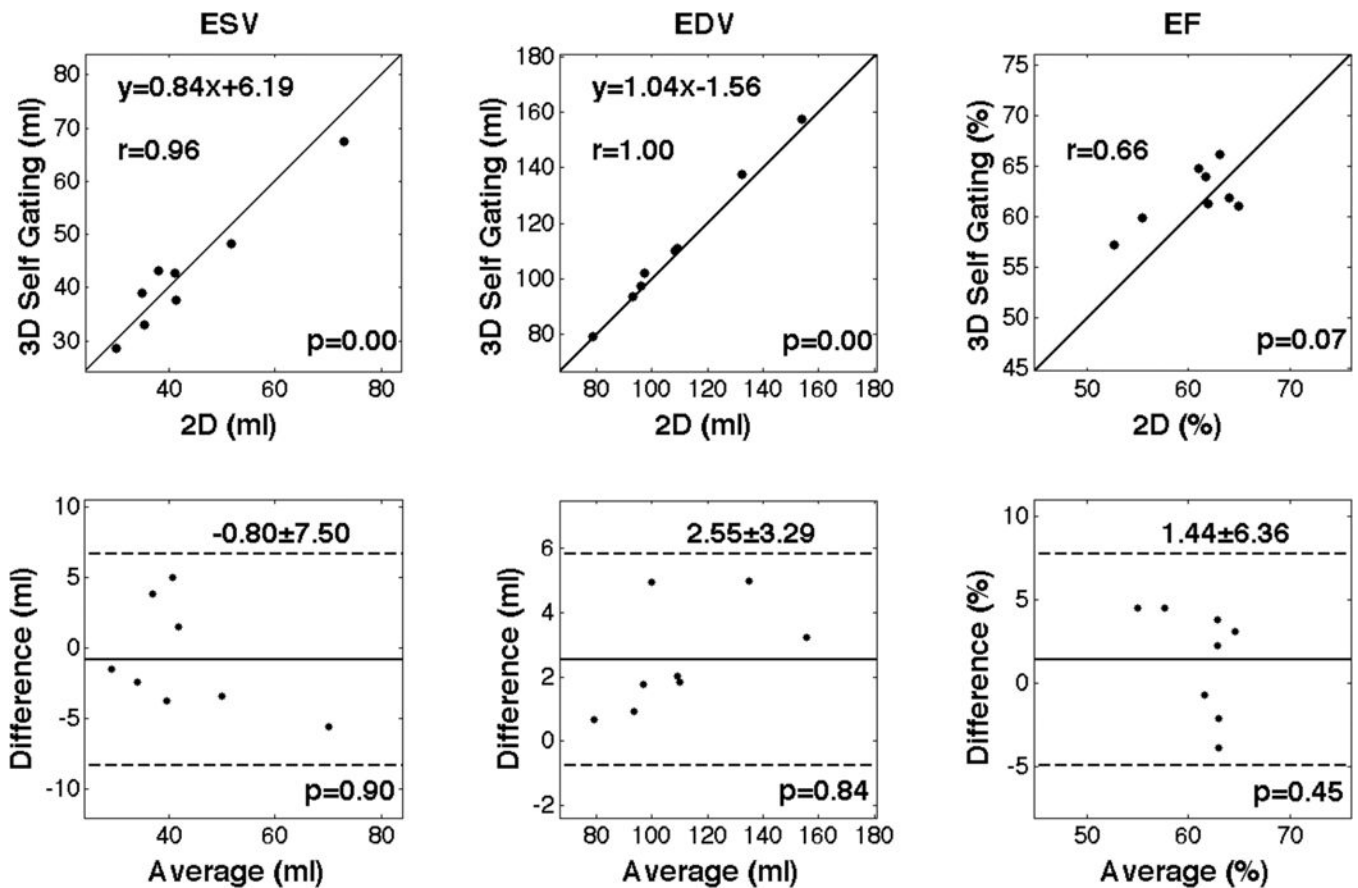 ESV
y=0.84x+6.19
r=0.96
p=0.00
3D Self Gating (ml)
80
70
60
50
40
30
40
60
80
2D (ml)
EDV
y=1.04x-1.56
r=1.00
p=0.00
3D Self Gating (ml)
180
160
140
120
100
80
80
100
120
140
160
180
2D (ml)
EF
r=0.66
p=0.07
3D Self Gating (%)
75
70
65
60
55
50
45
50
60
70
2D (%)
-0.80±7.50
p=0.90
Difference (ml)
10
5
0
-5
-10
40
60
80
Average (ml)
2.55±3.29
p=0.84
Difference (ml)
6
4
2
0
-2
80
100
120
140
160
180
Average (ml)
1.44±6.36
p=0.45
Difference (%)
10
5
0
-5
50
60
70
Average (%)